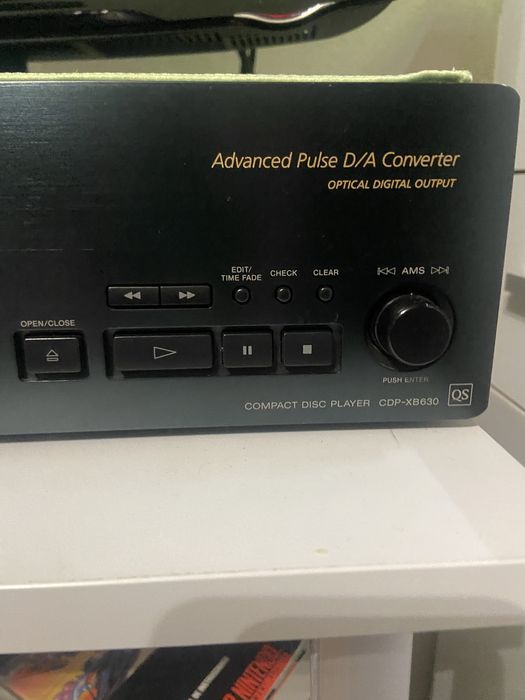 Advanced Pulse D/A Converter
OPTICAL DIGITAL OUTPUT
EDIT/
TIME FADE
CHECK
CLEAR
AMS
OPEN/CLOSE
PUSH ENTER
COMPACT DISC PLAYER CDP-XB630
QS